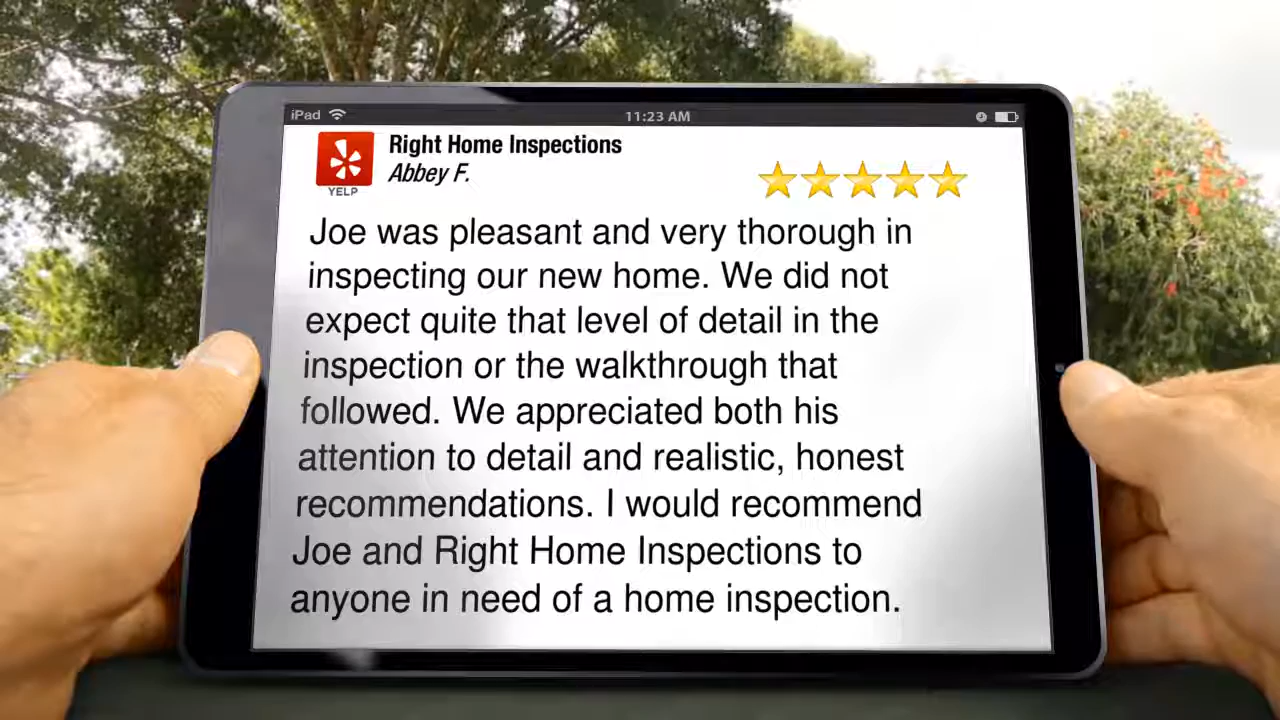 iPad 11:23 AM
Right Home Inspections
Abbey F.
YELP
Joe was pleasant and very thorough in
inspecting our new home. We did not
expect quite that level of detail in the
inspection or the walkthrough that
followed. We appreciated both his
attention to detail and realistic, honest
recommendations. I would recommend
Joe and Right Home Inspections to
anyone in need of a home inspection.